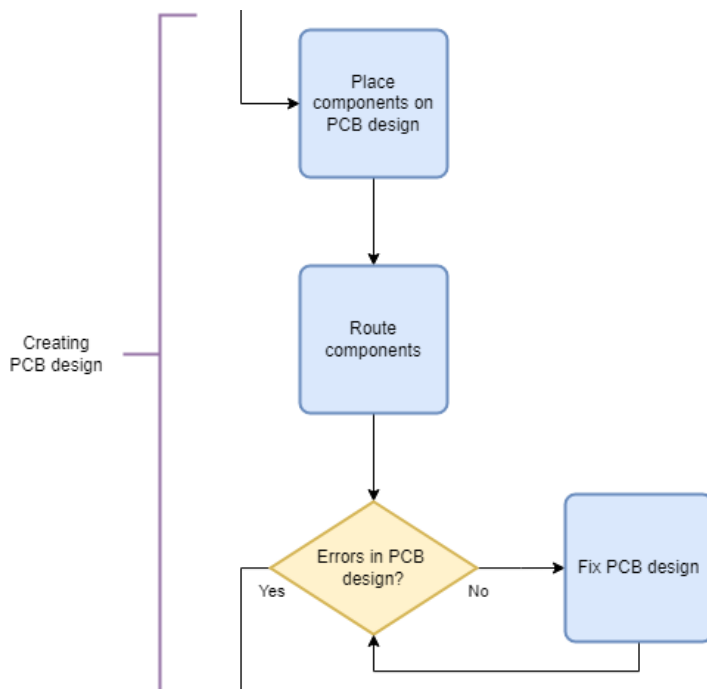 Place
components on
PCB design
Creating
PCB design
Route
components
Errors in PCB
design?
Yes
No
Fix PCB design